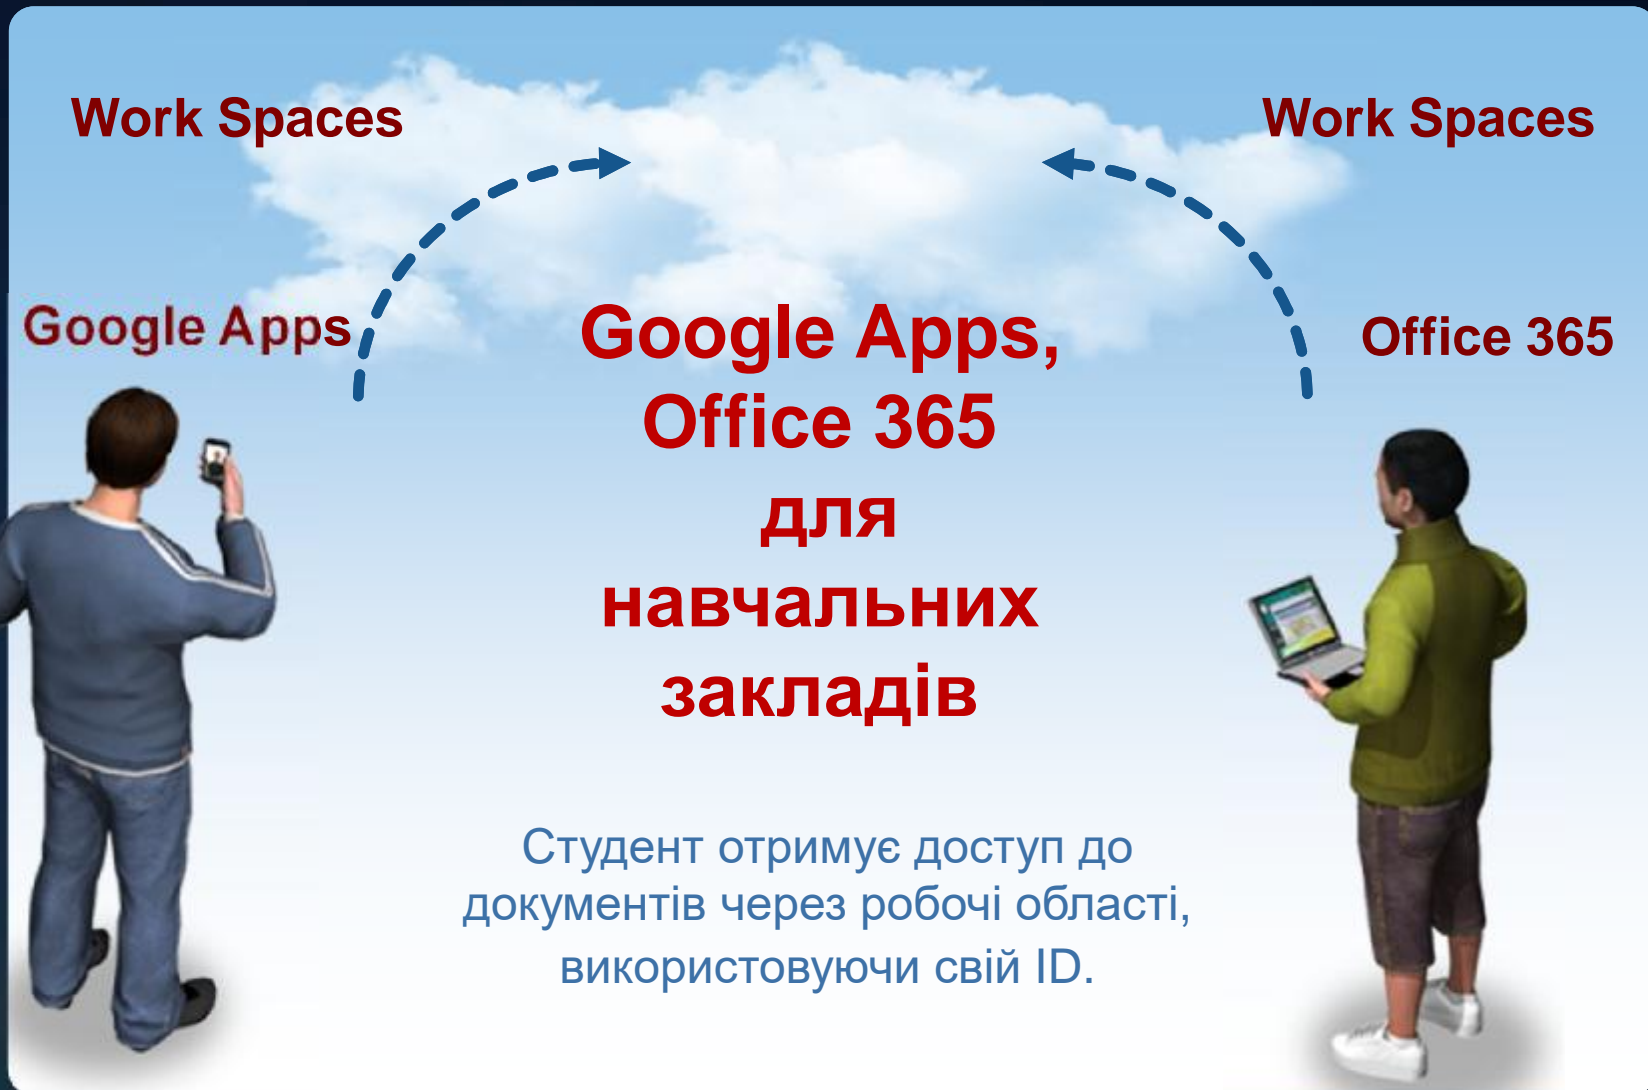 Work Spaces
Work Spaces
Google Apps
Office 365
Google Apps,
Office 365
для
навчальних
закладів
Студент отримує доступ до
документів через робочі області,
використовуючи свій ID.